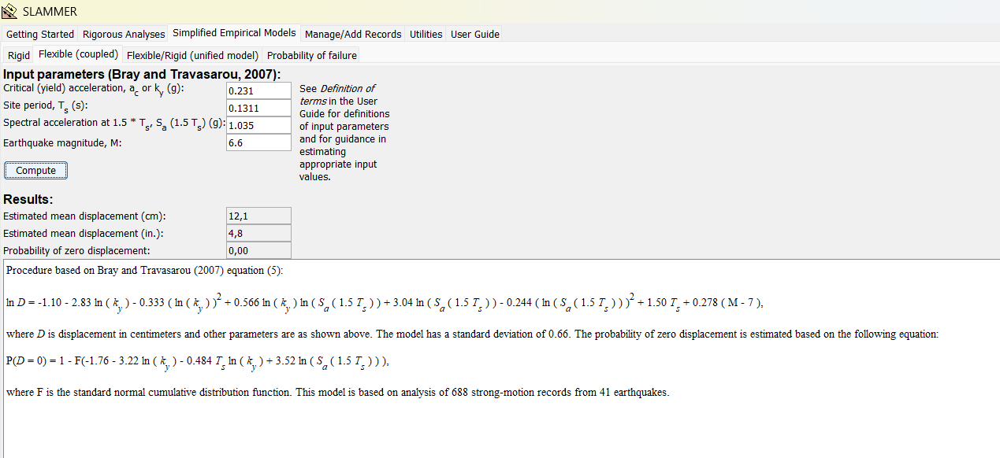 SLAMMER
Getting Started Rigorous Analyses Simplified Empirical Models Manage/Add Records Utilities User Guide
Rigid Flexible (coupled) Flexible/Rigid (unified model) Probability of failure
Input parameters (Bray and Travasarou, 2007):
Critical (yield) acceleration, a_c or k_y (g): 0.231
Site period, T_s (s): 0.1311
Spectral acceleration at 1.5 * T_s, S_a (1.5 T_s) (g): 1.035
Earthquake magnitude, M: 6.6
See Definition of
terms in the User
Guide for definitions
of input parameters
and for guidance in
estimating
appropriate input
values.
Compute
Results:
Estimated mean displacement (cm): 12,1
Estimated mean displacement (in.): 4,8
Probability of zero displacement: 0,00
Procedure based on Bray and Travasarou (2007) equation (5):
ln D = -1.10 - 2.83 ln ( k_y ) - 0.333 ( ln ( k_y ) )² + 0.566 ln ( k_y ) ln ( S_a ( 1.5 T_s ) ) + 3.04 ln ( S_a ( 1.5 T_s ) ) - 0.244 ( ln ( S_a ( 1.5 T_s ) ) )² + 1.50 T_s + 0.278 ( M - 7 ),
where D is displacement in centimeters and other parameters are as shown above. The model has a standard deviation of 0.66. The probability of zero displacement is estimated based on the following equation:
P(D = 0) = 1 - F(-1.76 - 3.22 ln ( k_y ) - 0.484 T_s ln ( k_y ) + 3.52 ln ( S_a ( 1.5 T_s ) ) ),
where F is the standard normal cumulative distribution function. This model is based on analysis of 688 strong-motion records from 41 earthquakes.